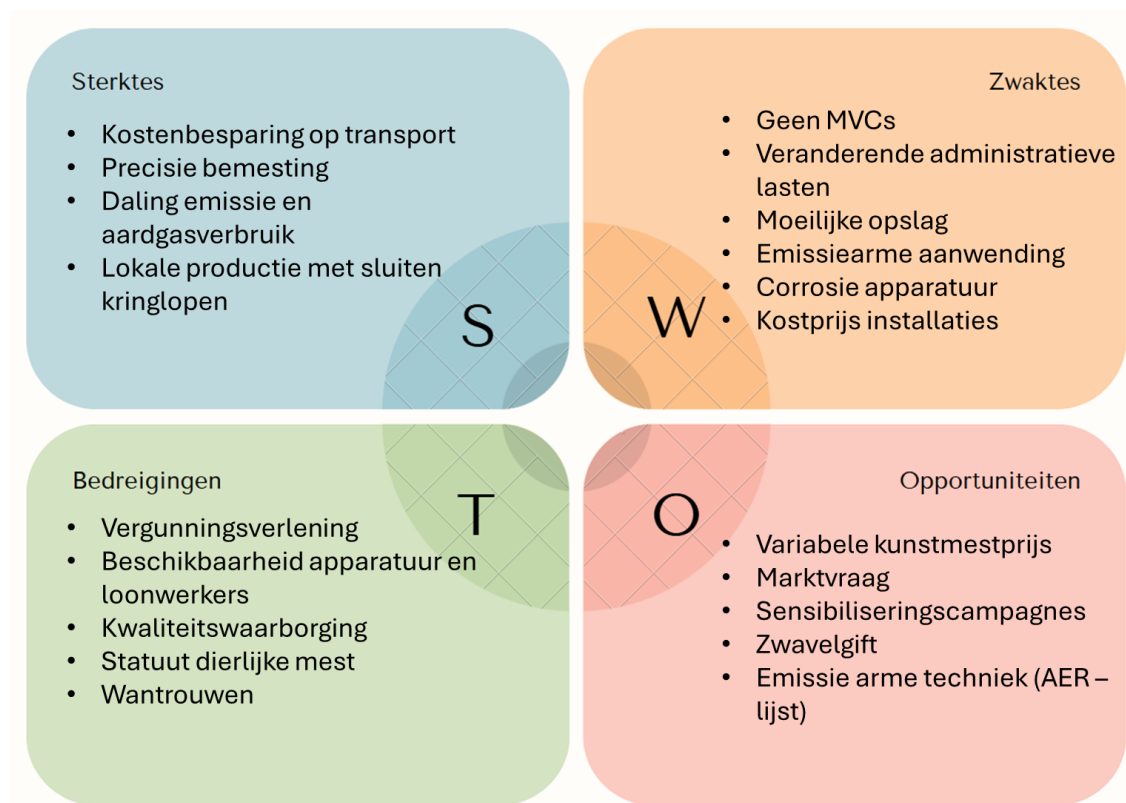 Sterktes
• Kostenbesparing op transport
• Precisie bemesting
• Daling emissie en
aardgasverbruik
• Lokale productie met sluiten
kringlopen
S
Zwaktes
• Geen MVCs
• Veranderende administratieve
lasten
• Moeilijke opslag
• Emissiearme aanwending
• Corrosie apparatuur
• Kostprijs installaties
W
Bedreigingen
• Vergunningsverlening
• Beschikbaarheid apparatuur en
loonwerkers
• Kwaliteitswaarborging
• Statuut dierlijke mest
• Wantrouwen
T
Opportuniteiten
• Variabele kunstmestprijs
• Marktvraag
• Sensibiliseringscampagnes
• Zwavelgift
• Emissie arme techniek (AER –
lijst)
O